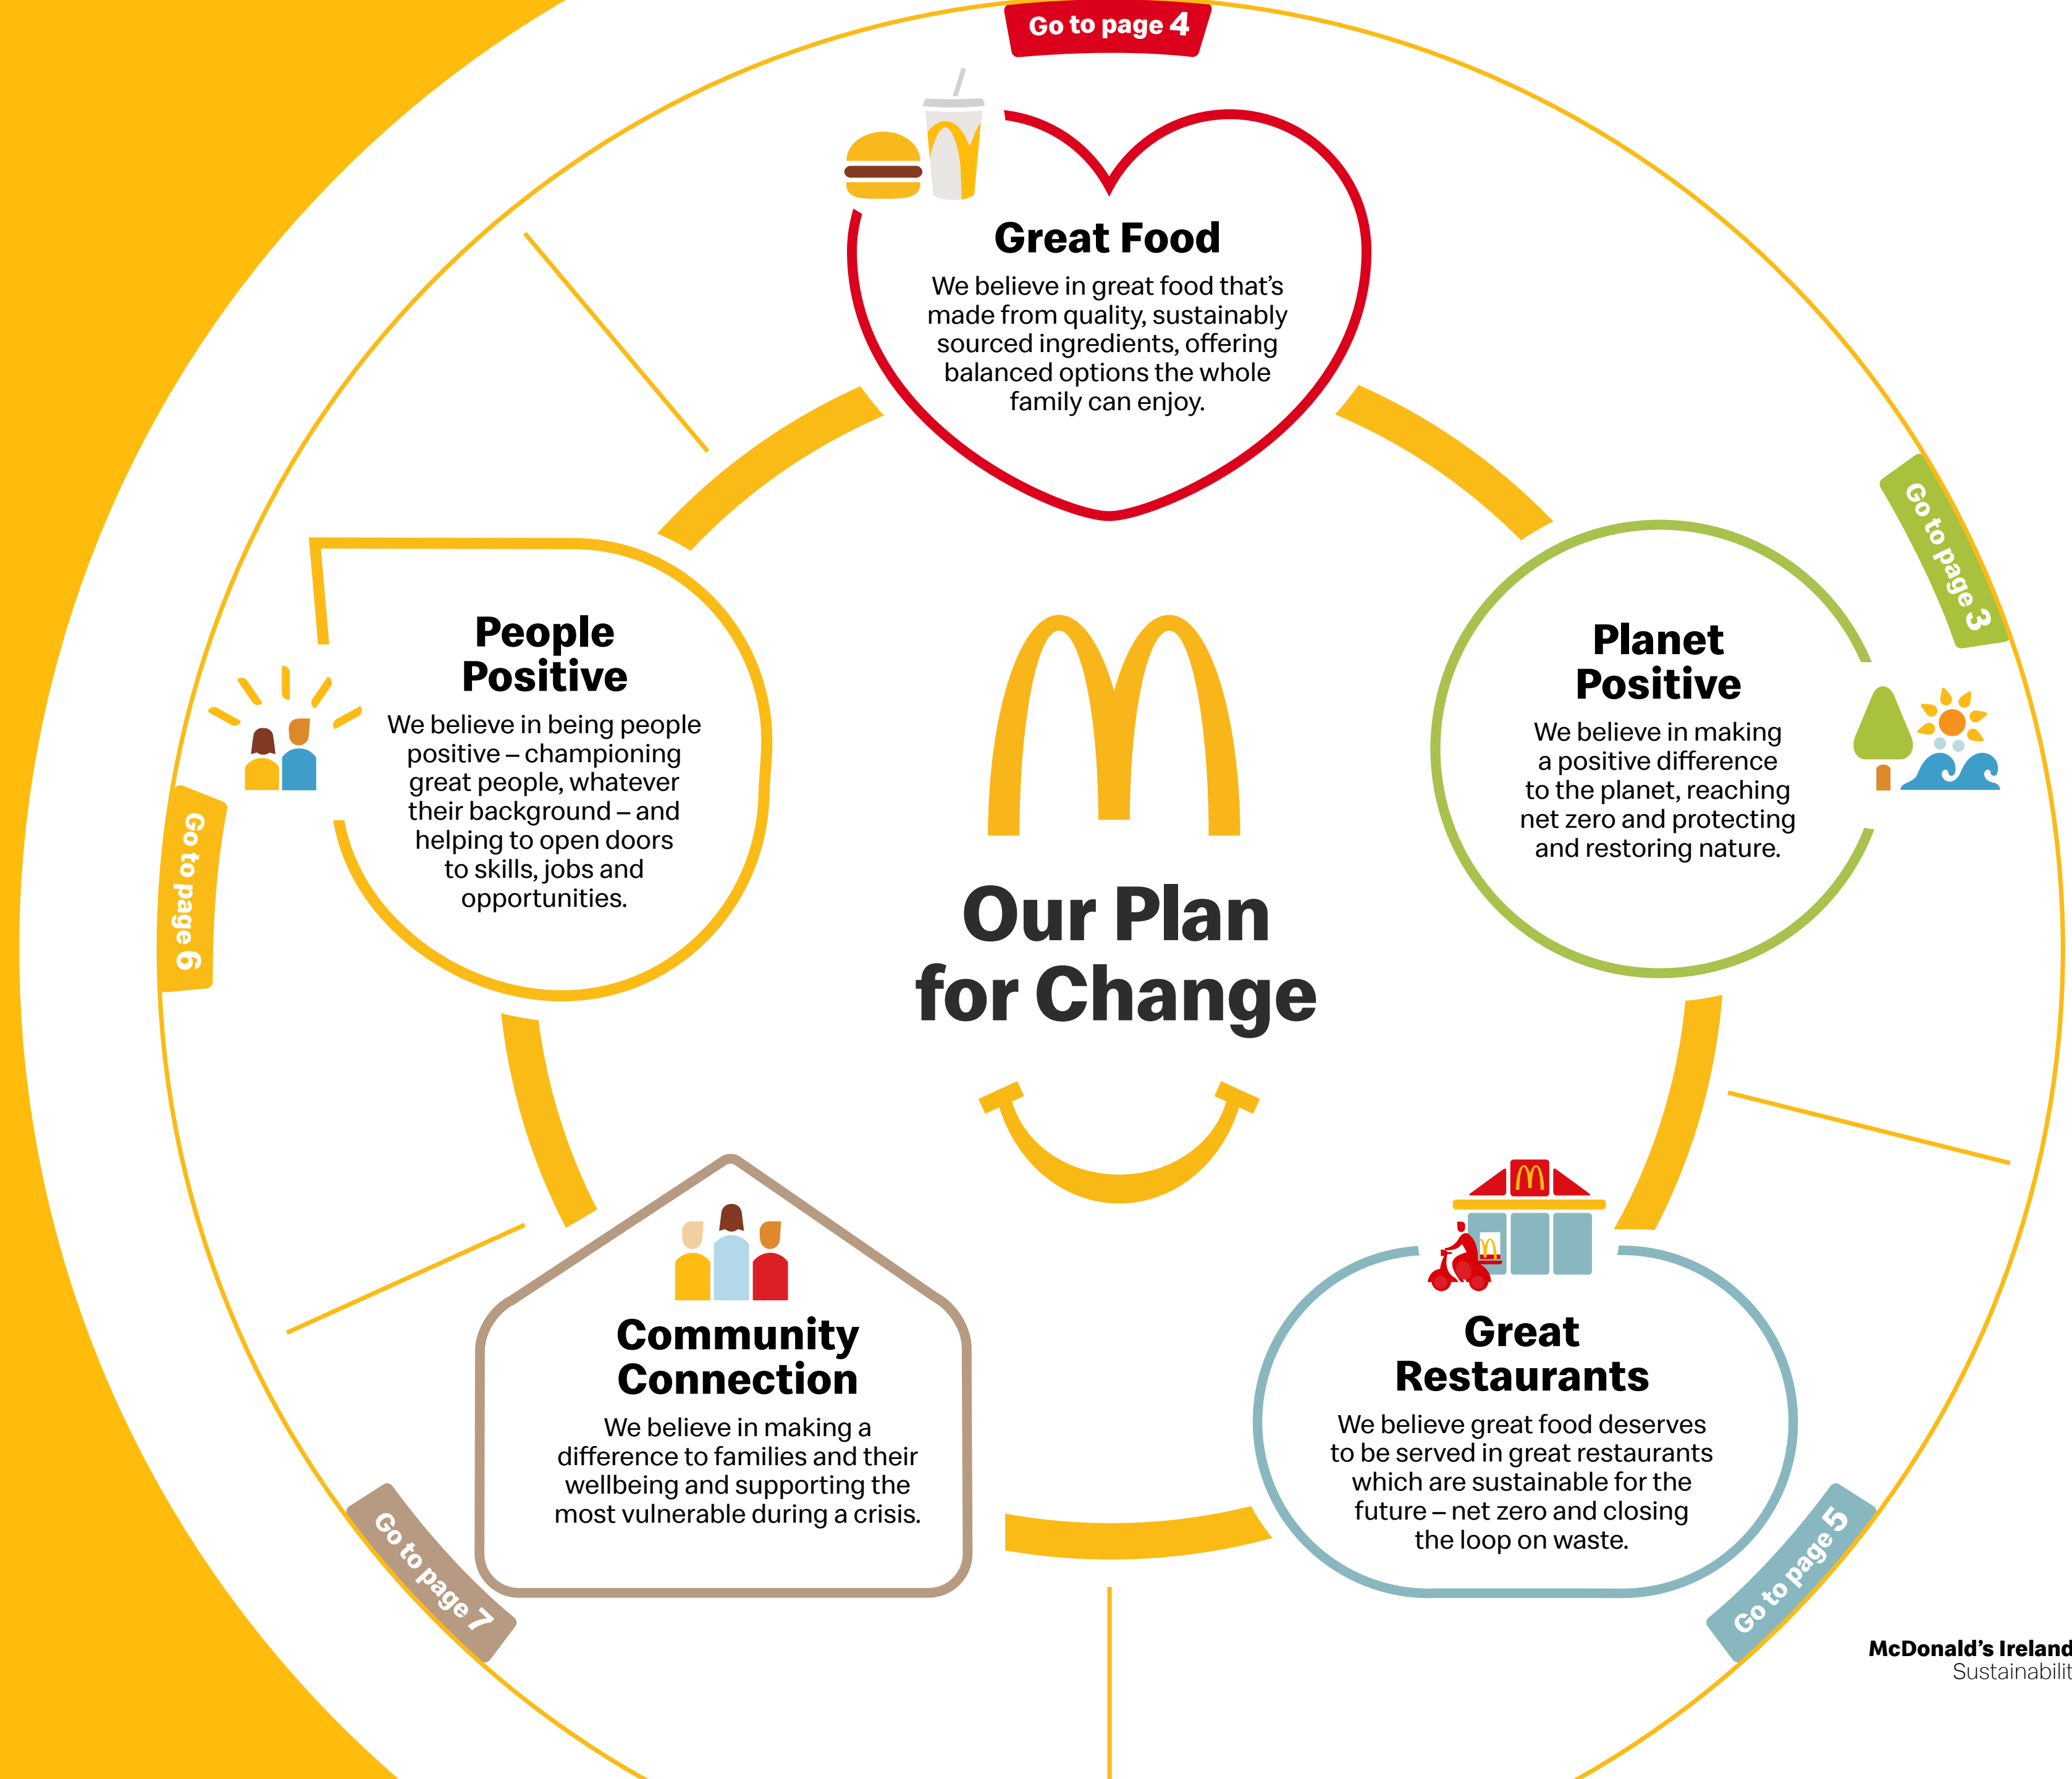 Go to page 4
Great Food
We believe in great food that's
made from quality, sustainably
sourced ingredients, offering
balanced options the whole
family can enjoy.
Go to page 3
Planet
Positive
We believe in making
a positive difference
to the planet, reaching
net zero and protecting
and restoring nature.
People
Positive
We believe in being people
positive – championing
great people, whatever
their background – and
helping to open doors
to skills, jobs and
opportunities.
Go to page 6
Our Plan
for Change
Community
Connection
We believe in making a
difference to families and their
wellbeing and supporting the
most vulnerable during a crisis.
Go to page 7
Great
Restaurants
We believe great food deserves
to be served in great restaurants
which are sustainable for the
future – net zero and closing
the loop on waste.
Go to page 5
McDonald's Ireland
Sustainabilit